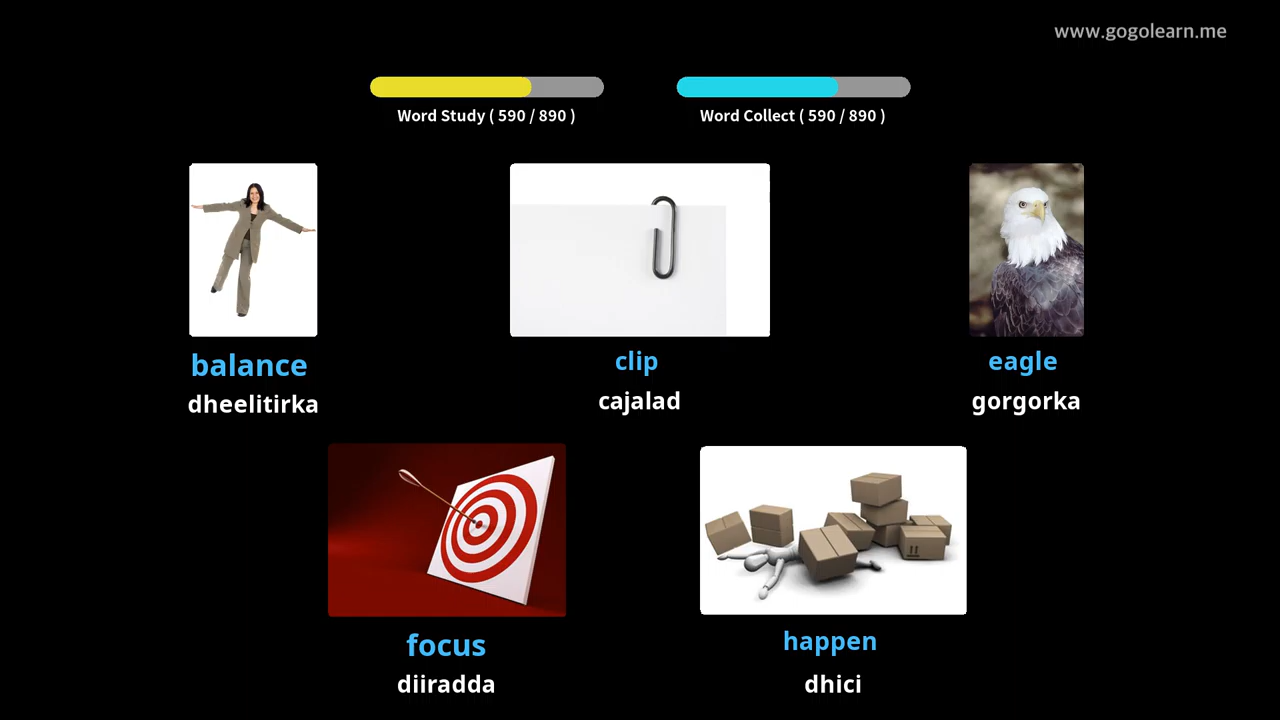 www.gogolearn.me
Word Study ( 590 / 890 )
Word Collect ( 590 / 890 )
balance
dheelitirka
clip
cajalad
eagle
gorgorka
focus
diiradda
happen
dhici